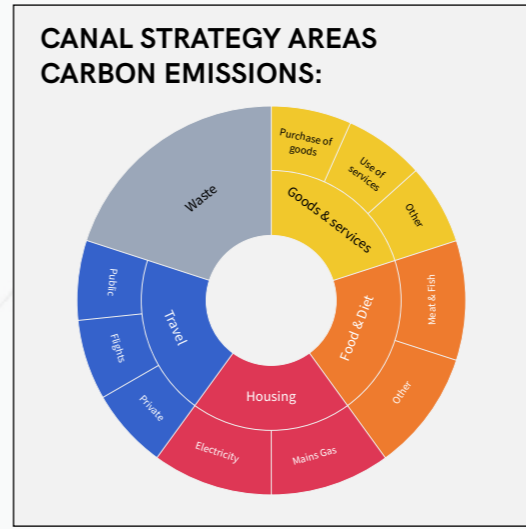 CANAL STRATEGY AREAS
CARBON EMISSIONS:
Purchase of
goods
Use of
services
Other
Goods & services
Waste
Meat & Fish
Food & Diet
Other
Public
Travel
Flights
Private
Housing
Electricity
Mains Gas